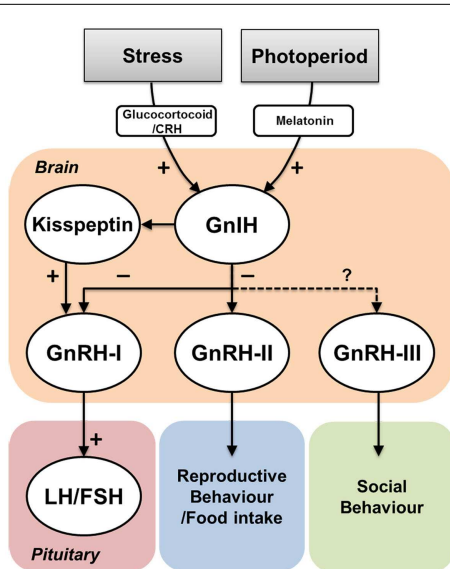 Stress
Photoperiod
Glucocortocoid
/CRH
Melatonin
+
+
Brain
Kisspeptin
GnIH
+
−
−
?
GnRH-I
GnRH-II
GnRH-III
+
LH/FSH
Pituitary
Reproductive
Behaviour
/Food intake
Social
Behaviour